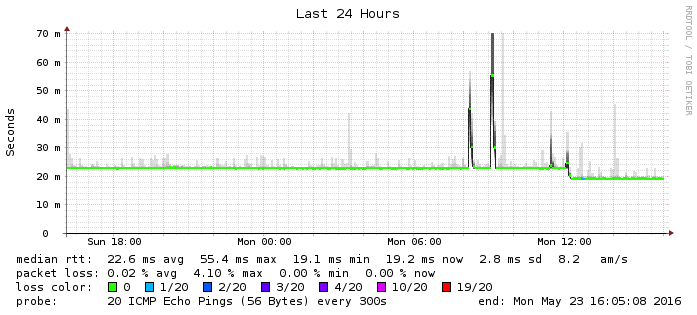 Last 24 Hours
RRDTOOL / TOBI OETIKER
Seconds
70 m
60 m
50 m
40 m
30 m
20 m
10 m
0
Sun 18:00 Mon 00:00 Mon 06:00 Mon 12:00
median rtt: 22.6 ms avg 55.4 ms max 19.1 ms min 19.2 ms now 2.8 ms sd 8.2 am/s
packet loss: 0.02 % avg 4.10 % max 0.00 % min 0.00 % now
loss color: 0 1/20 2/20 3/20 4/20 10/20 19/20
probe: 20 ICMP Echo Pings (56 Bytes) every 300s end: Mon May 23 16:05:08 2016